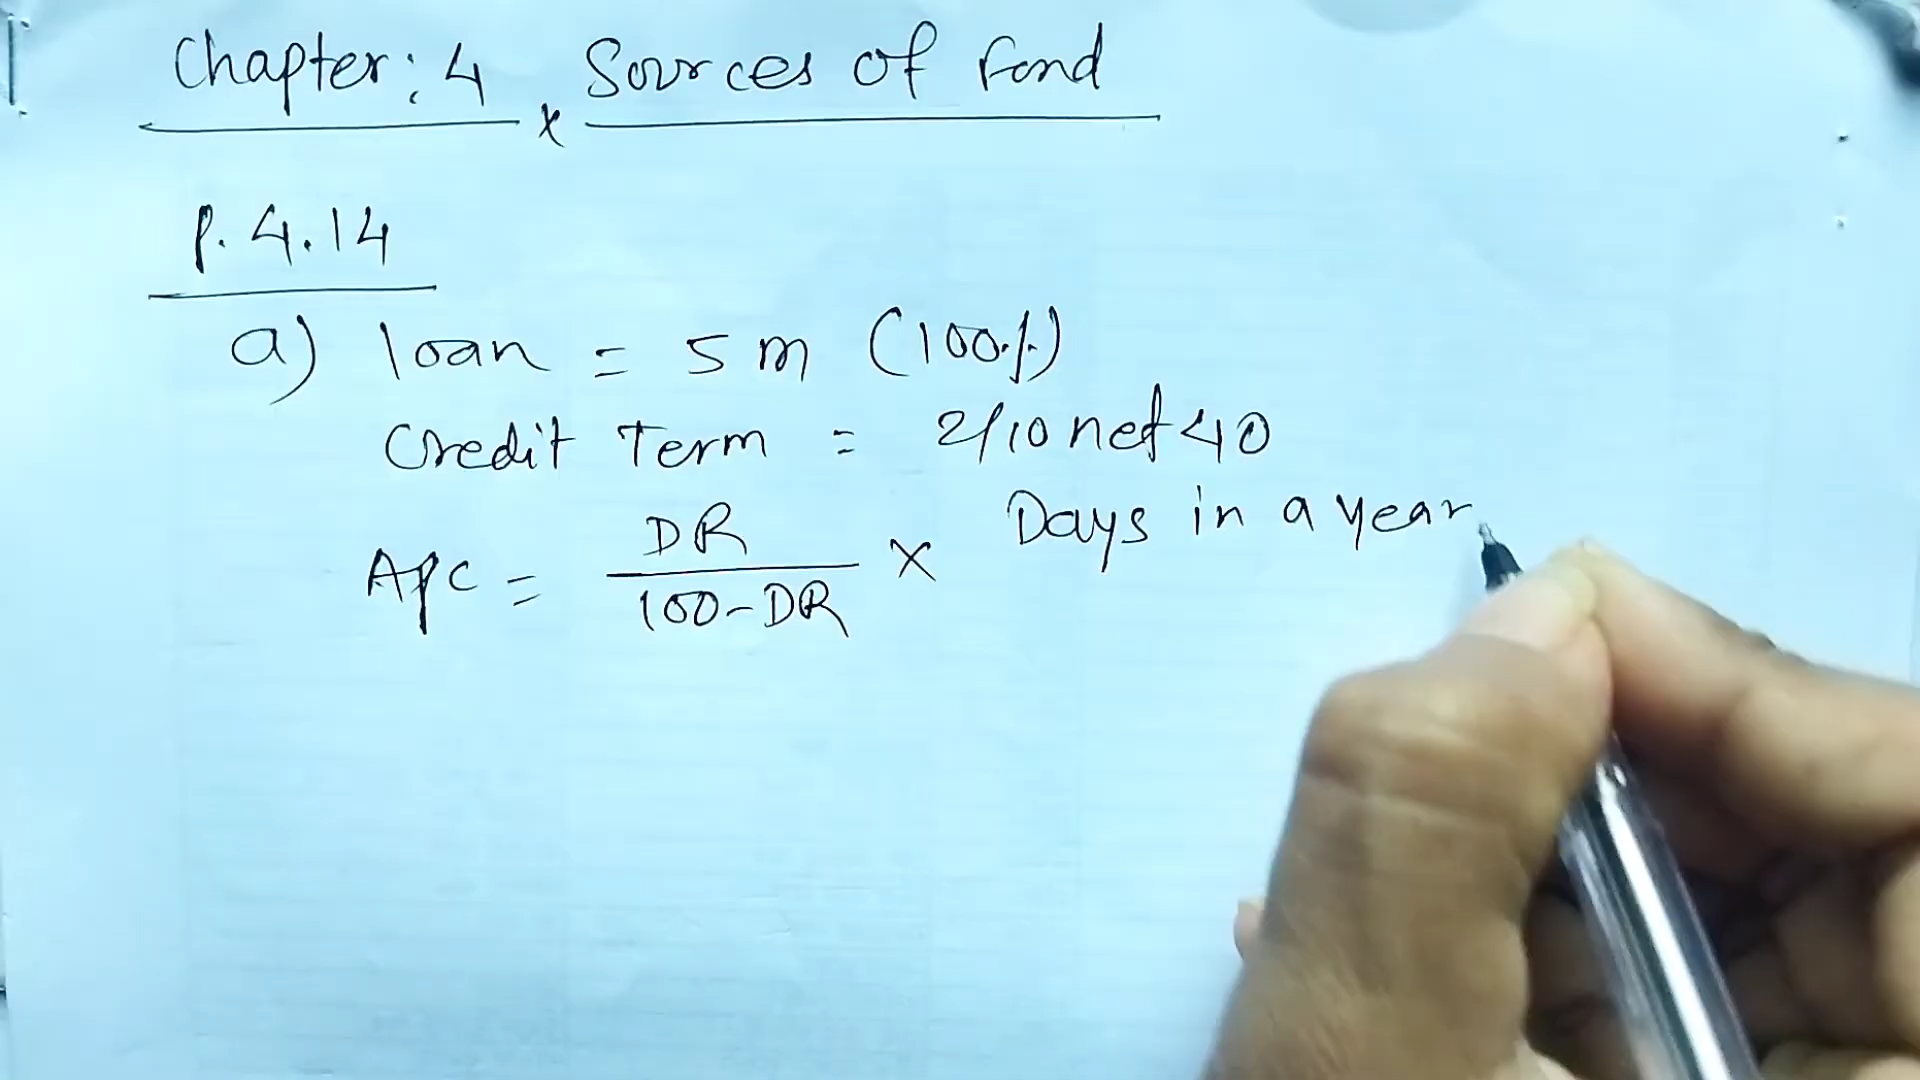 Chapter: 4 x Sources of Fond
P. 4.14
a) loan = 5 m (100%)
Credit Term = 2/10 net 40
Apc = DR / 100-DR × Days in a year